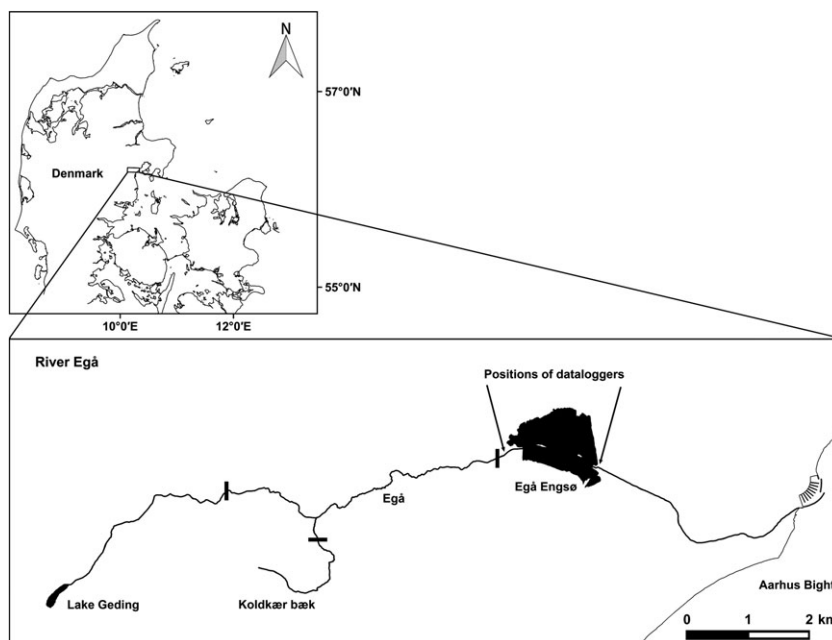 N
57°0'N
Denmark
55°0'N
10°0'E
12°0'E
River Egå
Positions of dataloggers
Egå
Egå Engsø
Lake Geding
Koldkær bæk
Aarhus Bight
0 1 2 km